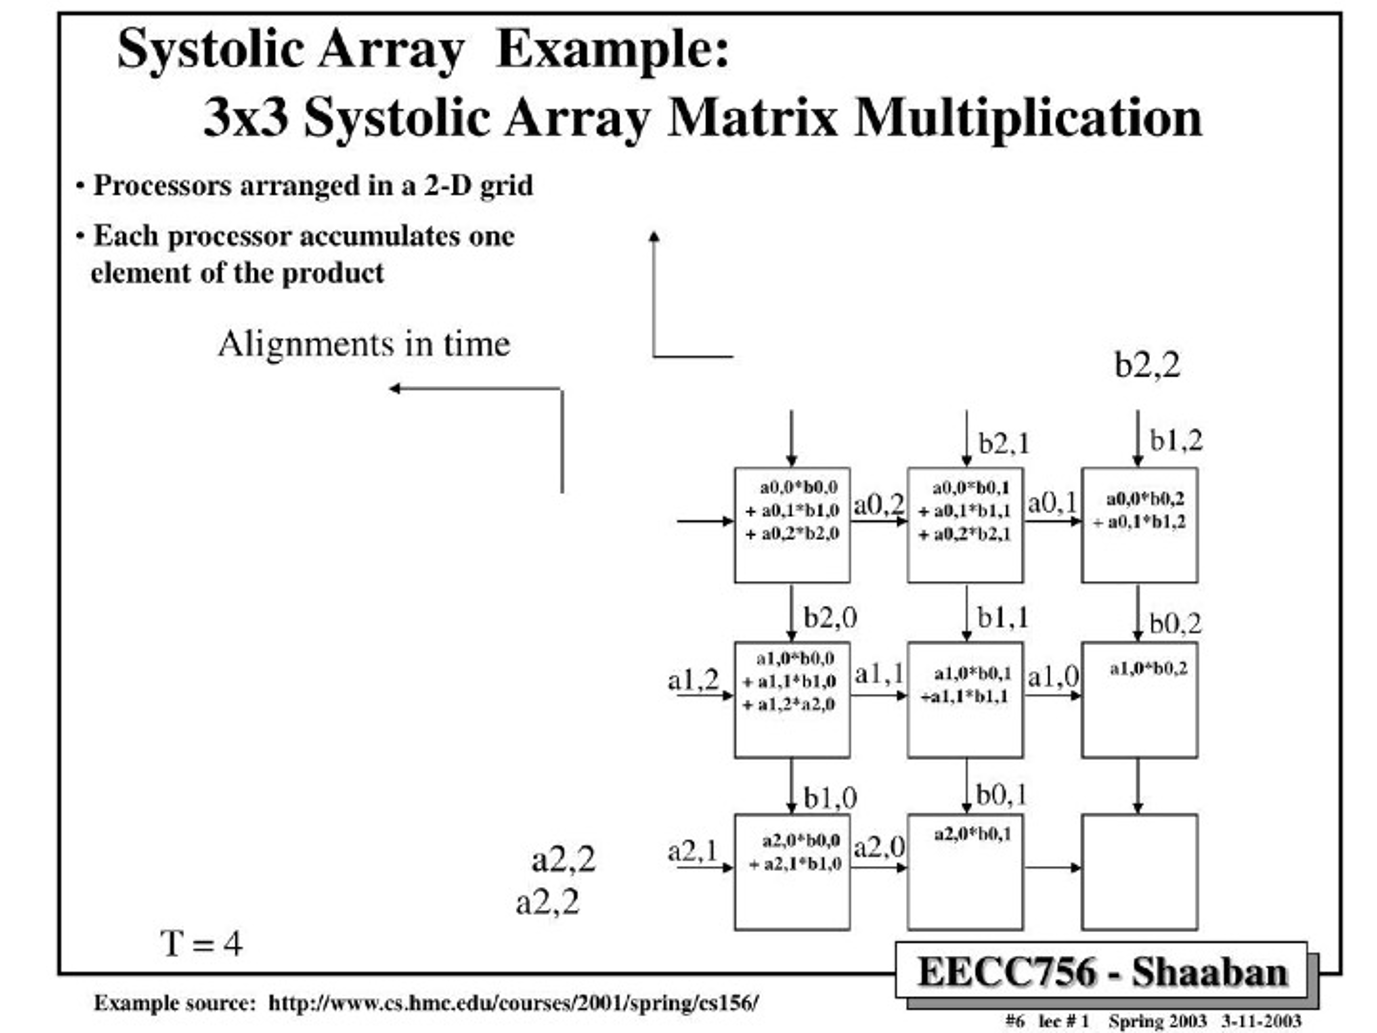 Systolic Array Example:
3x3 Systolic Array Matrix Multiplication
• Processors arranged in a 2-D grid
• Each processor accumulates one
element of the product
Alignments in time
b2,2
b2,1
b1,2
a0,0*b0,0
+ a0,1*b1,0
+ a0,2*b2,0
a0,2
a0,0*b0,1
+ a0,1*b1,1
+ a0,2*b2,1
a0,1
a0,0*b0,2
+ a0,1*b1,2
b2,0
b1,1
b0,2
a1,2
a1,0*b0,0
+ a1,1*b1,0
+ a1,2*a2,0
a1,1
a1,0*b0,1
+a1,1*b1,1
a1,0
a1,0*b0,2
b1,0
b0,1
a2,2
a2,2
a2,1
a2,0*b0,0
+ a2,1*b1,0
a2,0
a2,0*b0,1
T = 4
EECC756 - Shaaban
Example source: http://www.cs.hmc.edu/courses/2001/spring/cs156/
#6 lec # 1 Spring 2003 3-11-2003